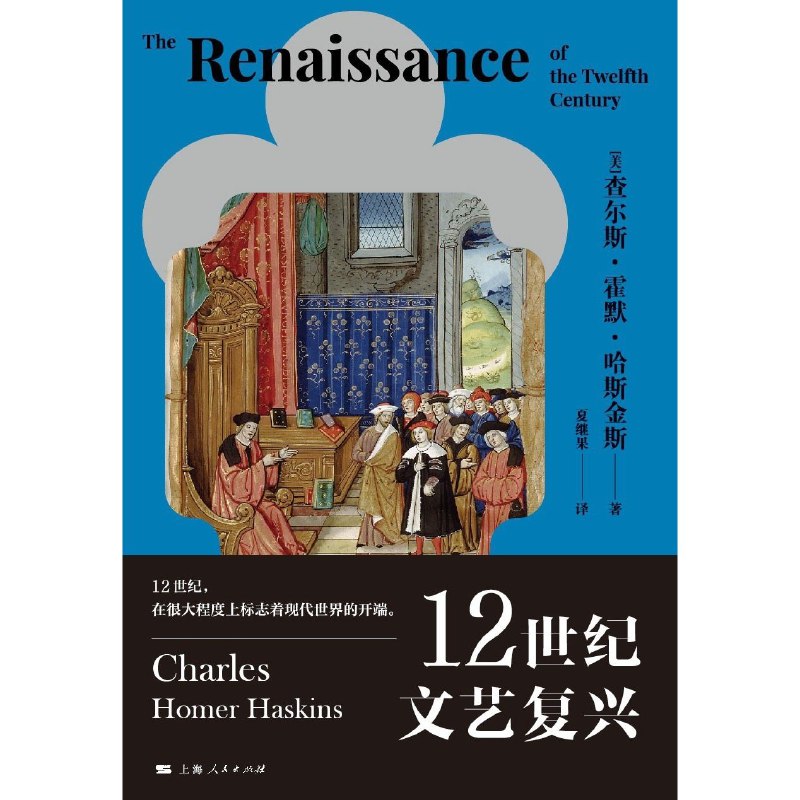 The Renaissance of
the Twelfth
Century
[美]查尔斯·霍默·哈斯金斯——著
夏继果——译
12世纪,
在很大程度上标志着现代世界的开端。
Charles
Homer Haskins
12世纪
文艺复兴
上海人民出版社